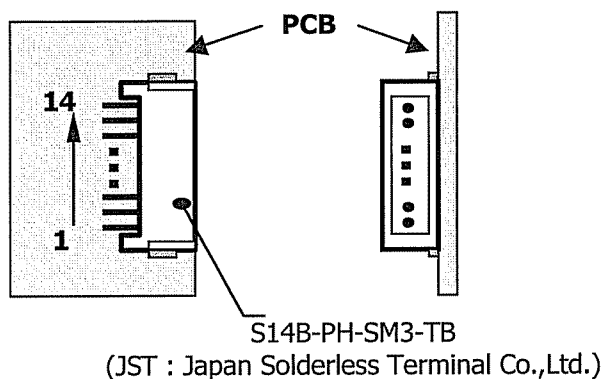 PCB
14
1
S14B-PH-SM3-TB
(JST : Japan Solderless Terminal Co.,Ltd.)